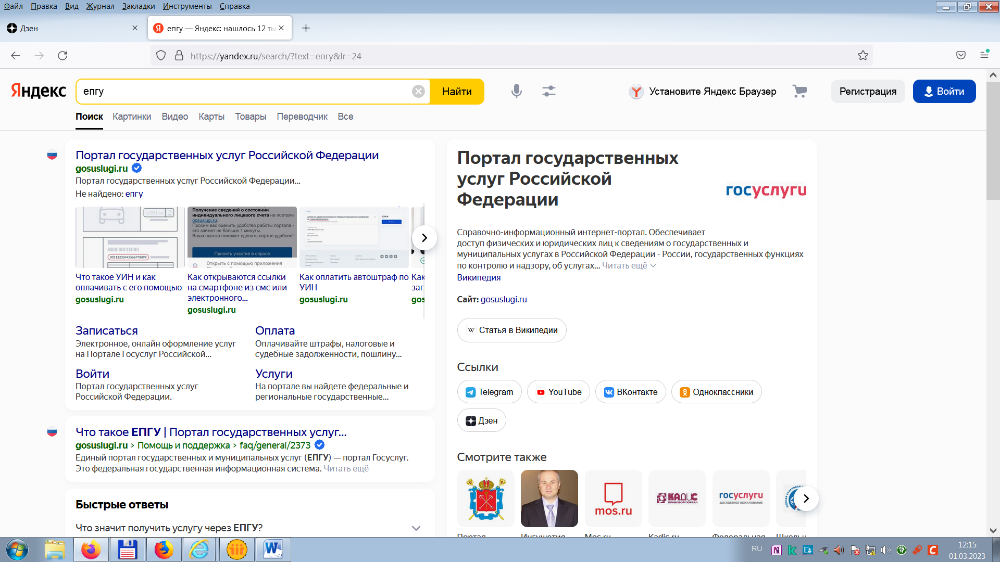 Файл Правка Вид Журнал Закладки Инструменты Справка
Дзен
епгу — Яндекс: нашлось 12 ты
https://yandex.ru/search/?text=епгу&lr=24
Яндекс
епгу
Найти
Установите Яндекс Браузер
Регистрация
Войти
Поиск Картинки Видео Карты Товары Переводчик Все
Портал государственных услуг Российской Федерации
gosuslugi.ru
Портал государственных услуг Российской Федерации...
Не найдено: епгу
00112233445566778899
Получение сведений о состоянии
индивидуального лицевого счета на портале
gosuslugi.ru.
Просим вас оценить удобство работы портала -
это займет не больше 1 минуты.
Ваша оценка поможет сделать портал удобнее!
Принять участие в опросе
Открыть с помощью приложения
Что такое УИН и как
оплачивать с его помощью
gosuslugi.ru
Как открываются ссылки
на смартфоне из смс или
электронного...
gosuslugi.ru
Как оплатить автоштраф по
УИН
gosuslugi.ru
Как
заг
gos
Записаться
Электронное, онлайн оформление услуг
на Портале Госуслуг Российской...
Оплата
Оплачивайте штрафы, налоговые и
судебные задолженности, пошлину...
Войти
Портал государственных услуг
Российской Федерации.
Услуги
На портале вы найдете федеральные и
региональные государственные...
Что такое ЕПГУ | Портал государственных услуг...
gosuslugi.ru › Помощь и поддержка › faq/general/2373
Единый портал государственных и муниципальных услуг (ЕПГУ) — портал Госуслуг.
Это федеральная государственная информационная система. Читать ещё
Быстрые ответы
Что значит получить услугу через ЕПГУ?
Портал государственных
услуг Российской
Федерации
госуслуги
Справочно-информационный интернет-портал. Обеспечивает
доступ физических и юридических лиц к сведениям о государственных и
муниципальных услугах в Российской Федерации - России, государственных функциях
по контролю и надзору, об услугах... Читать ещё
Википедия
Сайт: gosuslugi.ru
W Статья в Википедии
Ссылки
Telegram
YouTube
ВКонтакте
Одноклассники
Дзен
Смотрите также
mos.ru
КАДИС
ПРАВОВОЙ ПОРТАЛ
госуслуги
ДОСУДЕБНОЕ ОБЖАЛОВАНИЕ
Портал
Ингушетия
Mos.ru
Kadis.ru
Федеральная
Школьн
RU
12:15
01.03.2023